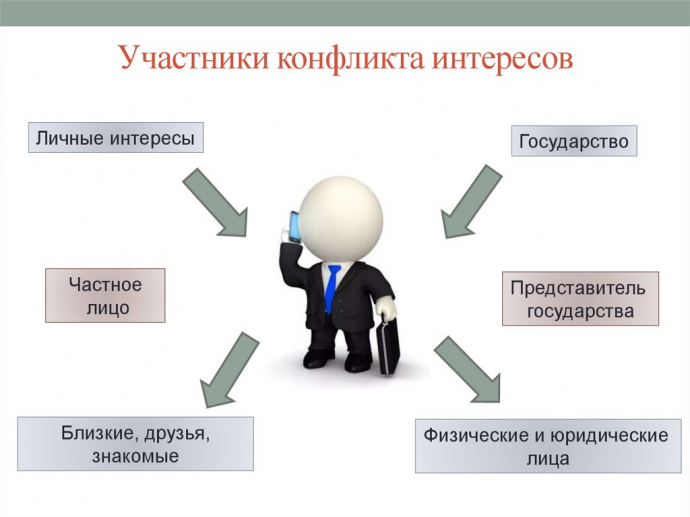 Участники конфликта интересов
Личные интересы
Государство
Частное
лицо
Представитель
государства
Близкие, друзья,
знакомые
Физические и юридические
лица